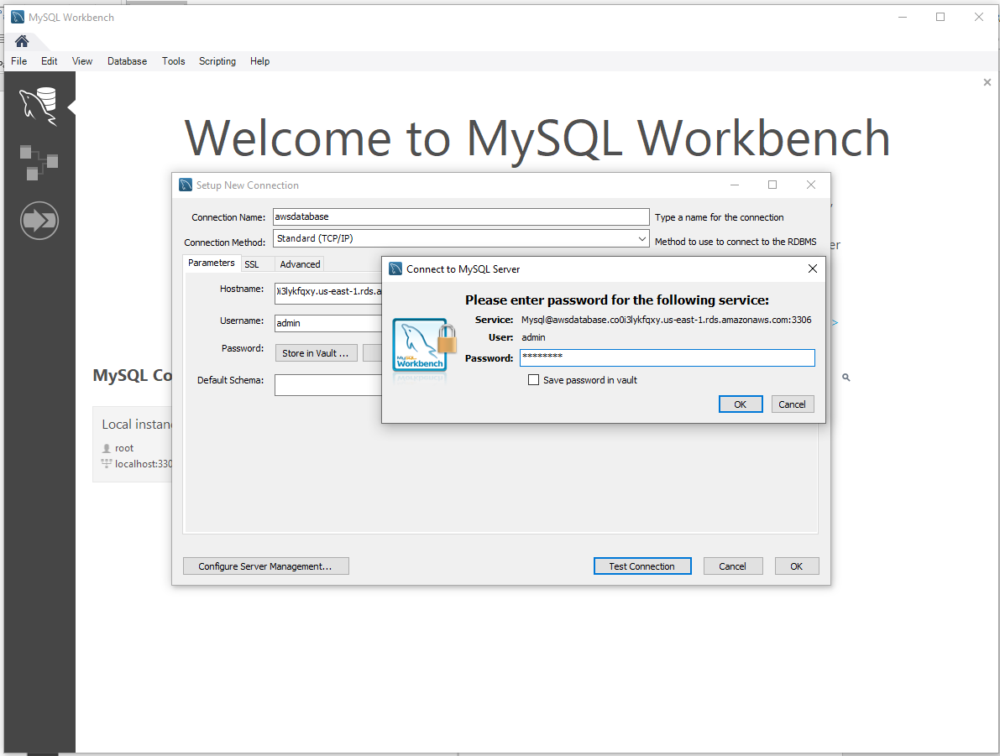 MySQL Workbench
File Edit View Database Tools Scripting Help
Welcome to MySQL Workbench
Setup New Connection
Connection Name: awsdatabase Type a name for the connection
Connection Method: Standard (TCP/IP) Method to use to connect to the RDBMS
Parameters SSL Advanced
Hostname: 0i3lykfqxy.us-east-1.rds.a
Username: admin
Password: Store in Vault ...
Default Schema:
Connect to MySQL Server
Please enter password for the following service:
Service: Mysql@awsdatabase.co0i3lykfqxy.us-east-1.rds.amazonaws.com:3306
User: admin
Password: ********
Save password in vault
OK Cancel
MySQL
Workbench
MySQL Co
Local instan
root
localhost:330
er
>
Configure Server Management... Test Connection Cancel OK